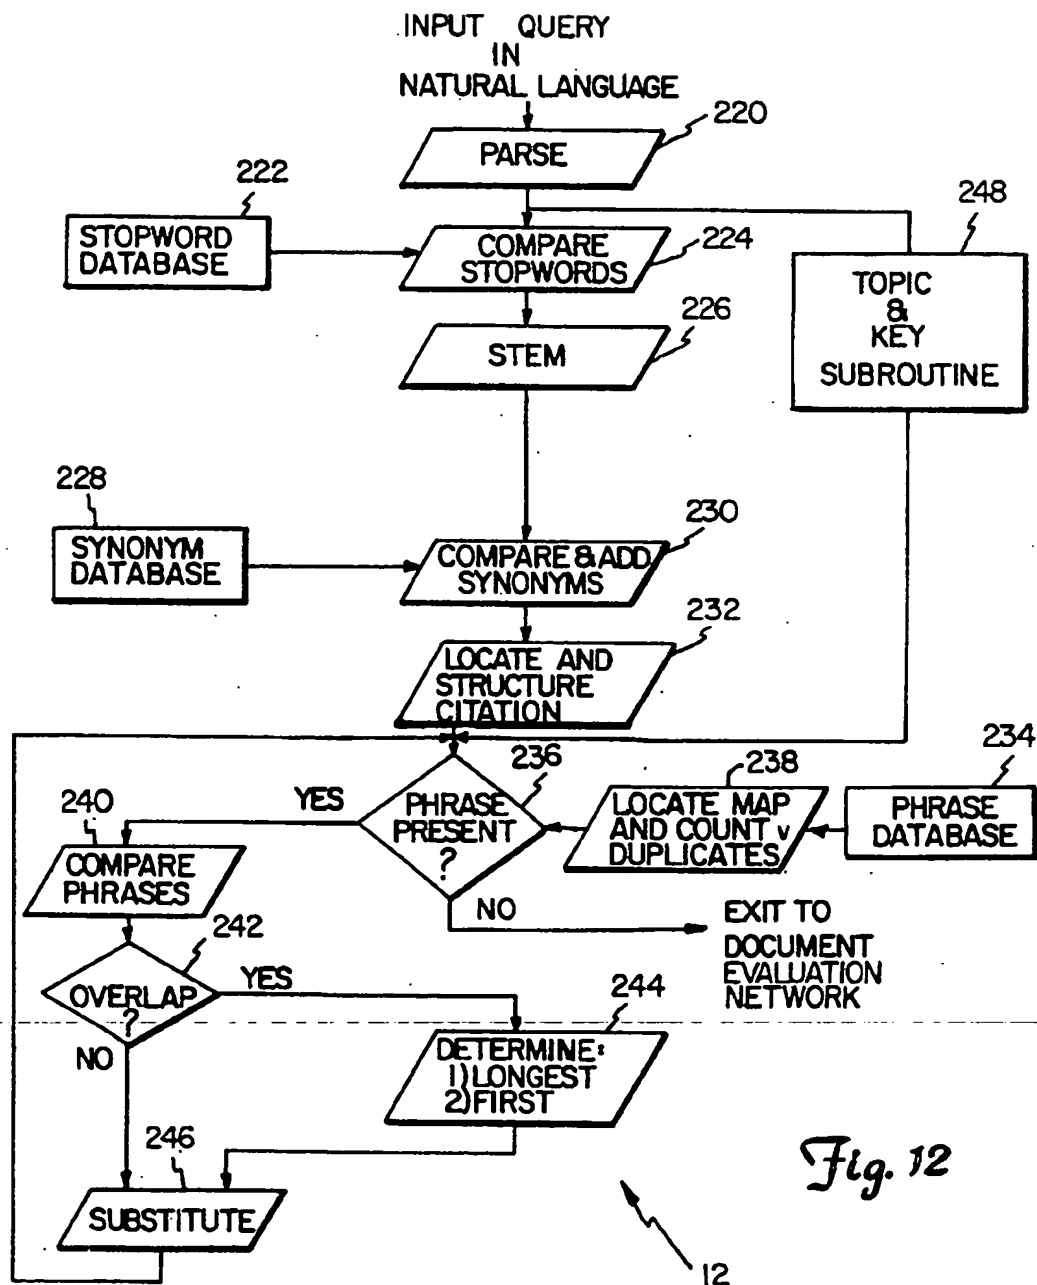 INPUT QUERY
IN
NATURAL LANGUAGE
220
PARSE
222
248
STOPWORD
DATABASE
COMPARE
STOPWORDS
224
TOPIC
&
KEY
SUBROUTINE
226
STEM
228
230
SYNONYM
DATABASE
COMPARE & ADD
SYNONYMS
232
LOCATE AND
STRUCTURE
CITATION
236
238
234
240
YES
PHRASE
PRESENT
?
LOCATE MAP
AND COUNT v
DUPLICATES
PHRASE
DATABASE
COMPARE
PHRASES
NO
EXIT TO
DOCUMENT
EVALUATION
NETWORK
242
OVERLAP
?
YES
244
NO
DETERMINE:
1) LONGEST
2) FIRST
246
SUBSTITUTE
Fig. 12
12